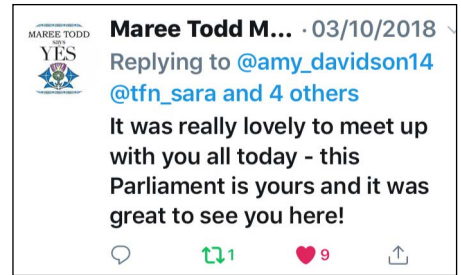 MAREE TODD
says
YES
Maree Todd M... · 03/10/2018
Replying to @amy_davidson14
@tfn_sara and 4 others
It was really lovely to meet up
with you all today - this
Parliament is yours and it was
great to see you here!
1 9